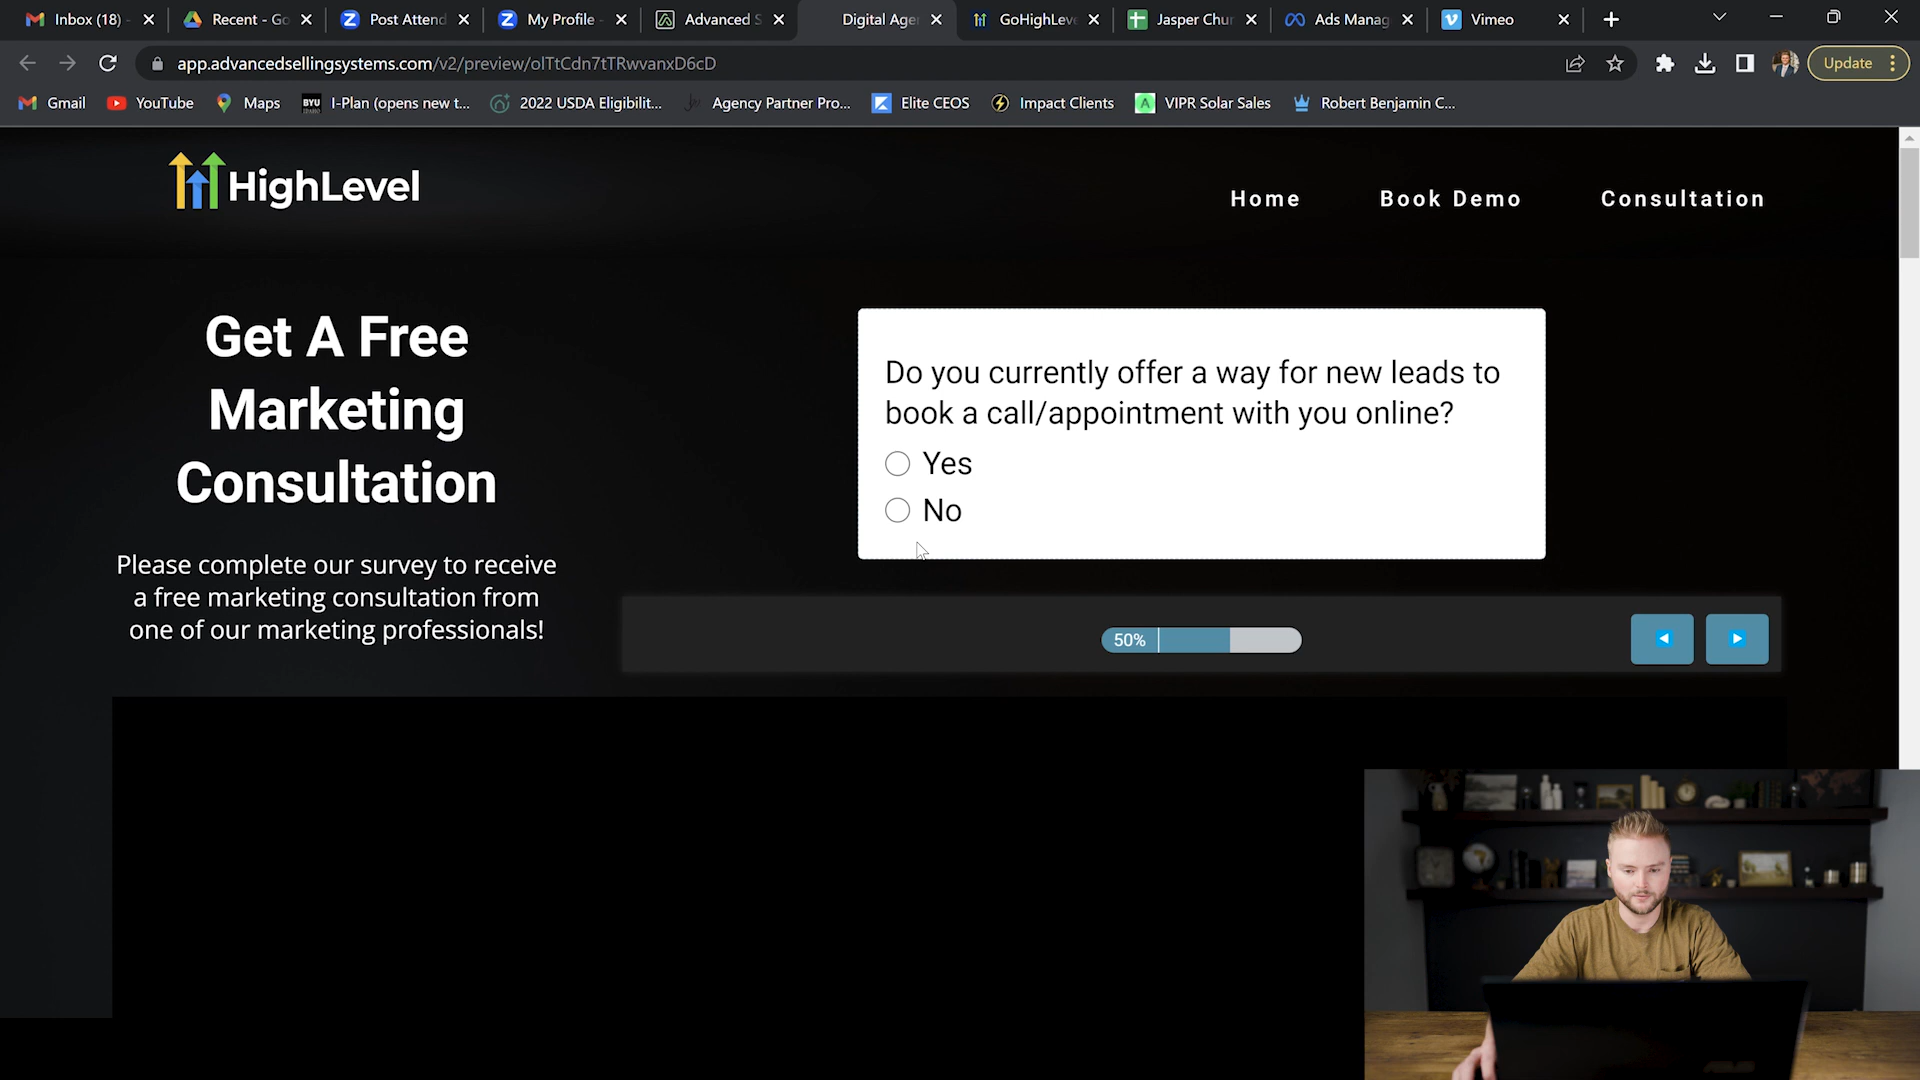 Inbox (18) -
Recent - Go
Post Attend
My Profile -
Advanced S
Digital Age
GoHighLeve
Jasper Chur
Ads Manag
Vimeo
app.advancedsellingsystems.com/v2/preview/olTtCdn7tTRwvanxD6cD
Update
Gmail
YouTube
Maps
BYU
I-Plan (opens new t...
2022 USDA Eligibilit...
Agency Partner Pro...
Elite CEOS
Impact Clients
VIPR Solar Sales
Robert Benjamin C...
HighLevel
Home
Book Demo
Consultation
Get A Free
Marketing
Consultation
Please complete our survey to receive
a free marketing consultation from
one of our marketing professionals!
Do you currently offer a way for new leads to
book a call/appointment with you online?
Yes
No
50%